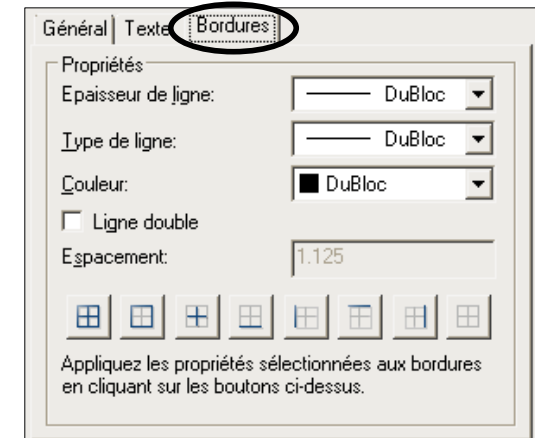 Général Texte Bordures
Propriétés
Epaisseur de ligne: DuBloc
Type de ligne: DuBloc
Couleur: DuBloc
Ligne double
Espacement: 1.125
Appliquez les propriétés sélectionnées aux bordures
en cliquant sur les boutons ci-dessus.